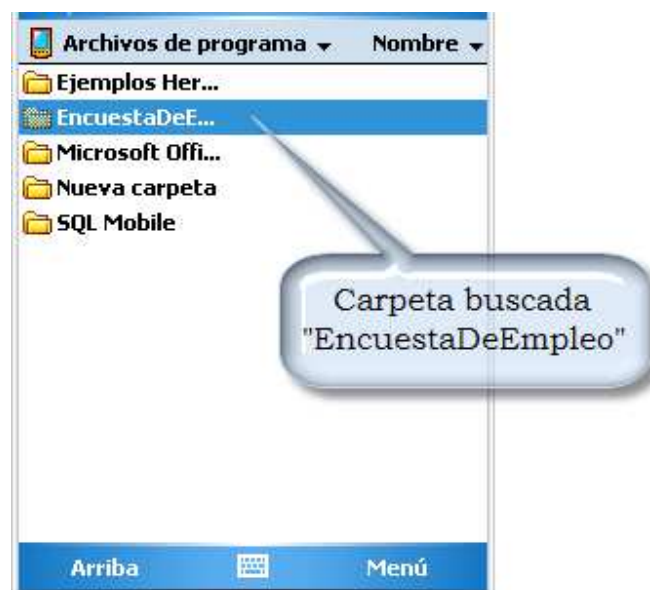 Archivos de programa Nombre
Ejemplos Her...
EncuestaDeE...
Microsoft Offi...
Nueva carpeta
SQL Mobile
Carpeta buscada
"EncuestaDeEmpleo"
Arriba Menú